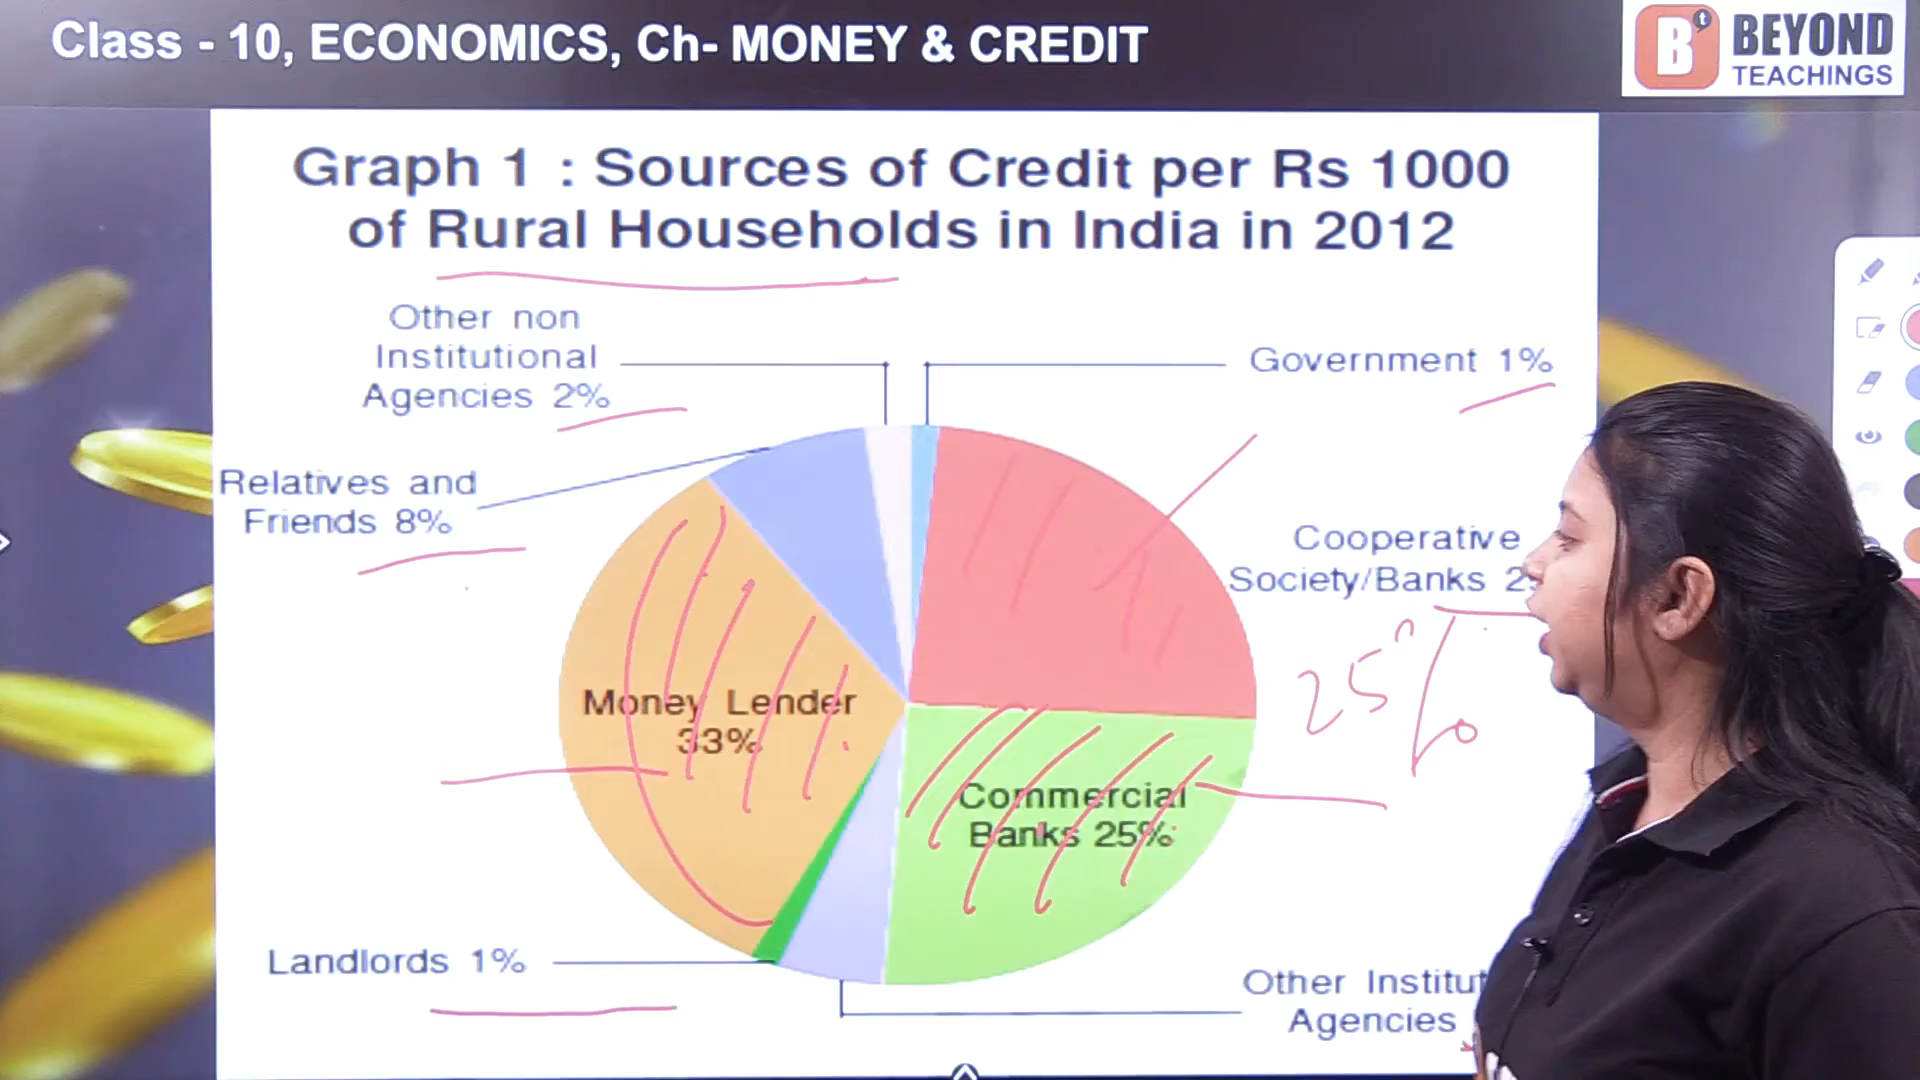 Class - 10, ECONOMICS, Ch- MONEY & CREDIT
B t
BEYOND
TEACHINGS
Graph 1 : Sources of Credit per Rs 1000
of Rural Households in India in 2012
Other non
Institutional
Agencies 2%
Government 1%
Relatives and
Friends 8%
Cooperative
Society/Banks 2
25%
Money Lender
33%
Commercial
Banks 25%
Landlords 1%
Other Institut
Agencies